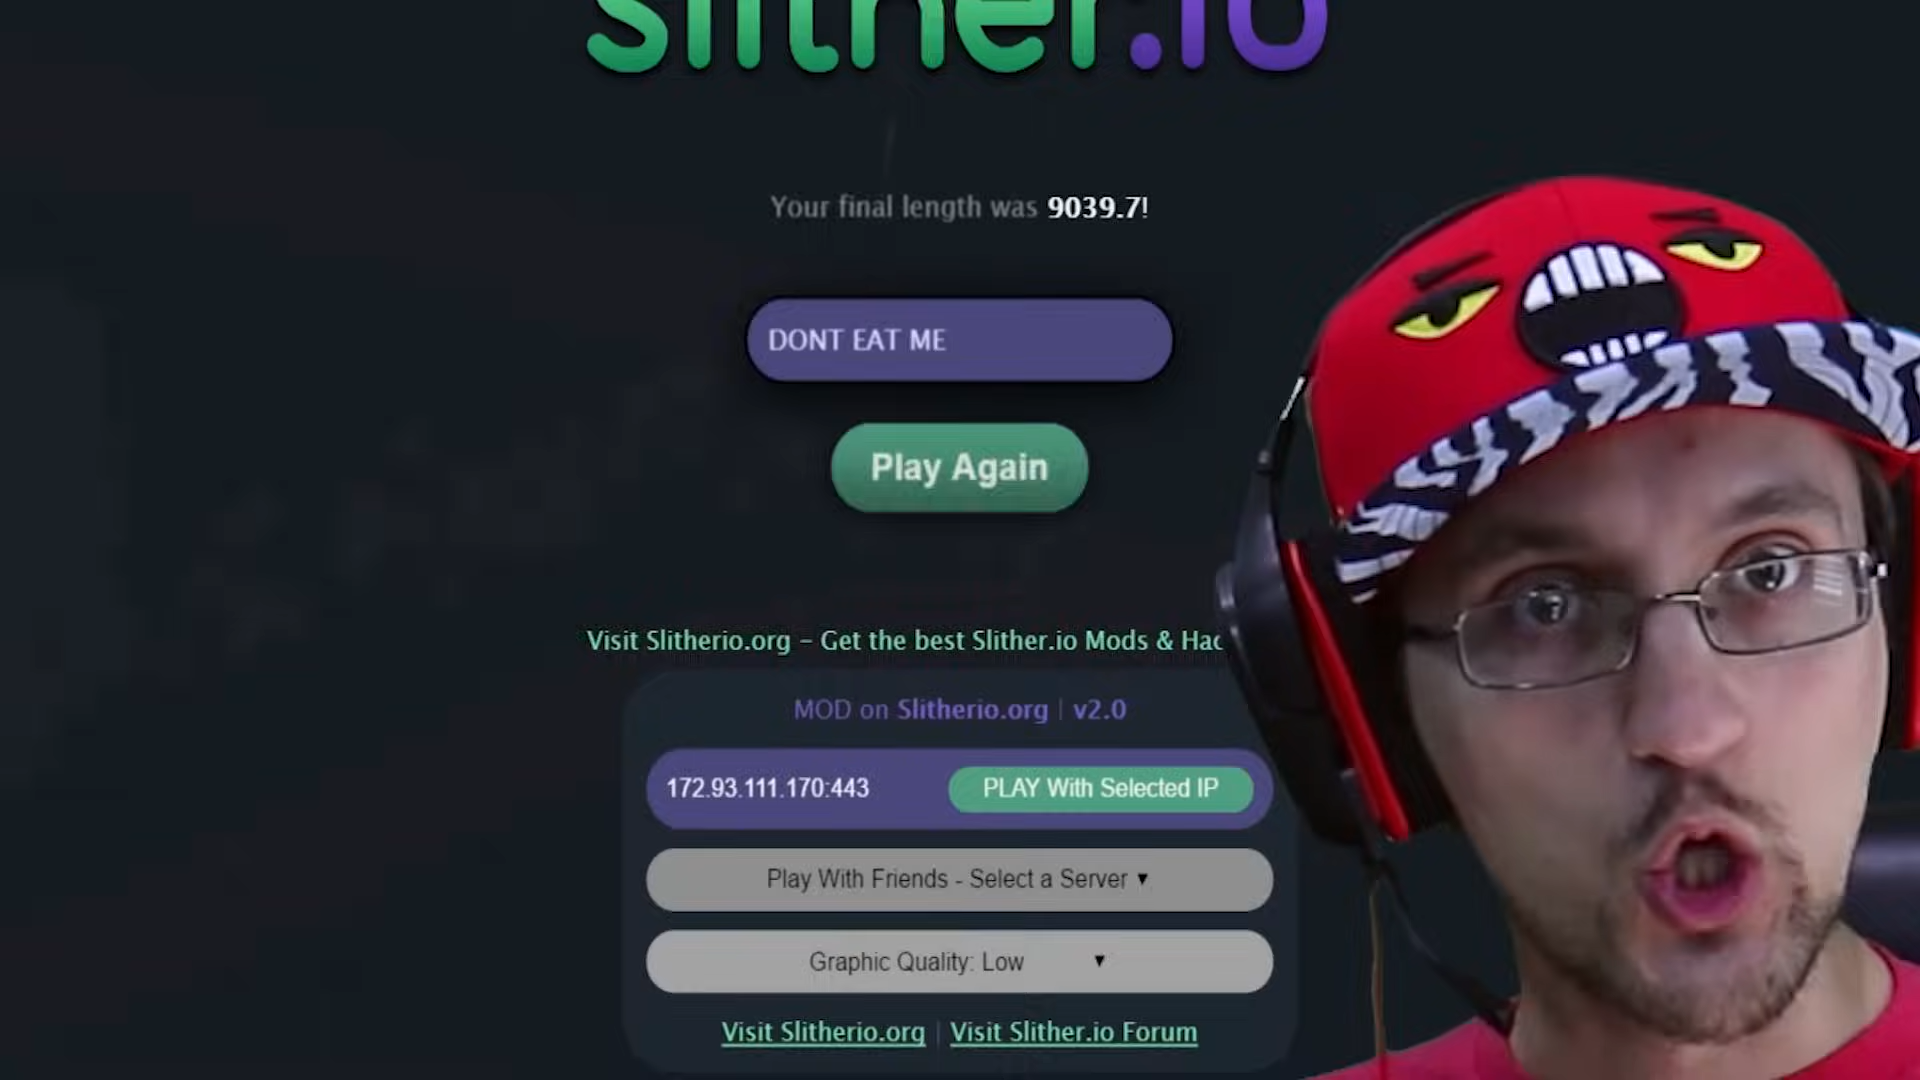 slither.io
Your final length was 9039.7!
DONT EAT ME
Play Again
Visit Slitherio.org – Get the best Slither.io Mods &
MOD on Slitherio.org | v2.0
172.93.111.170:443 PLAY With Selected IP
Play With Friends - Select a Server ▾
Graphic Quality: Low ▾
Visit Slitherio.org | Visit Slither.io Forum